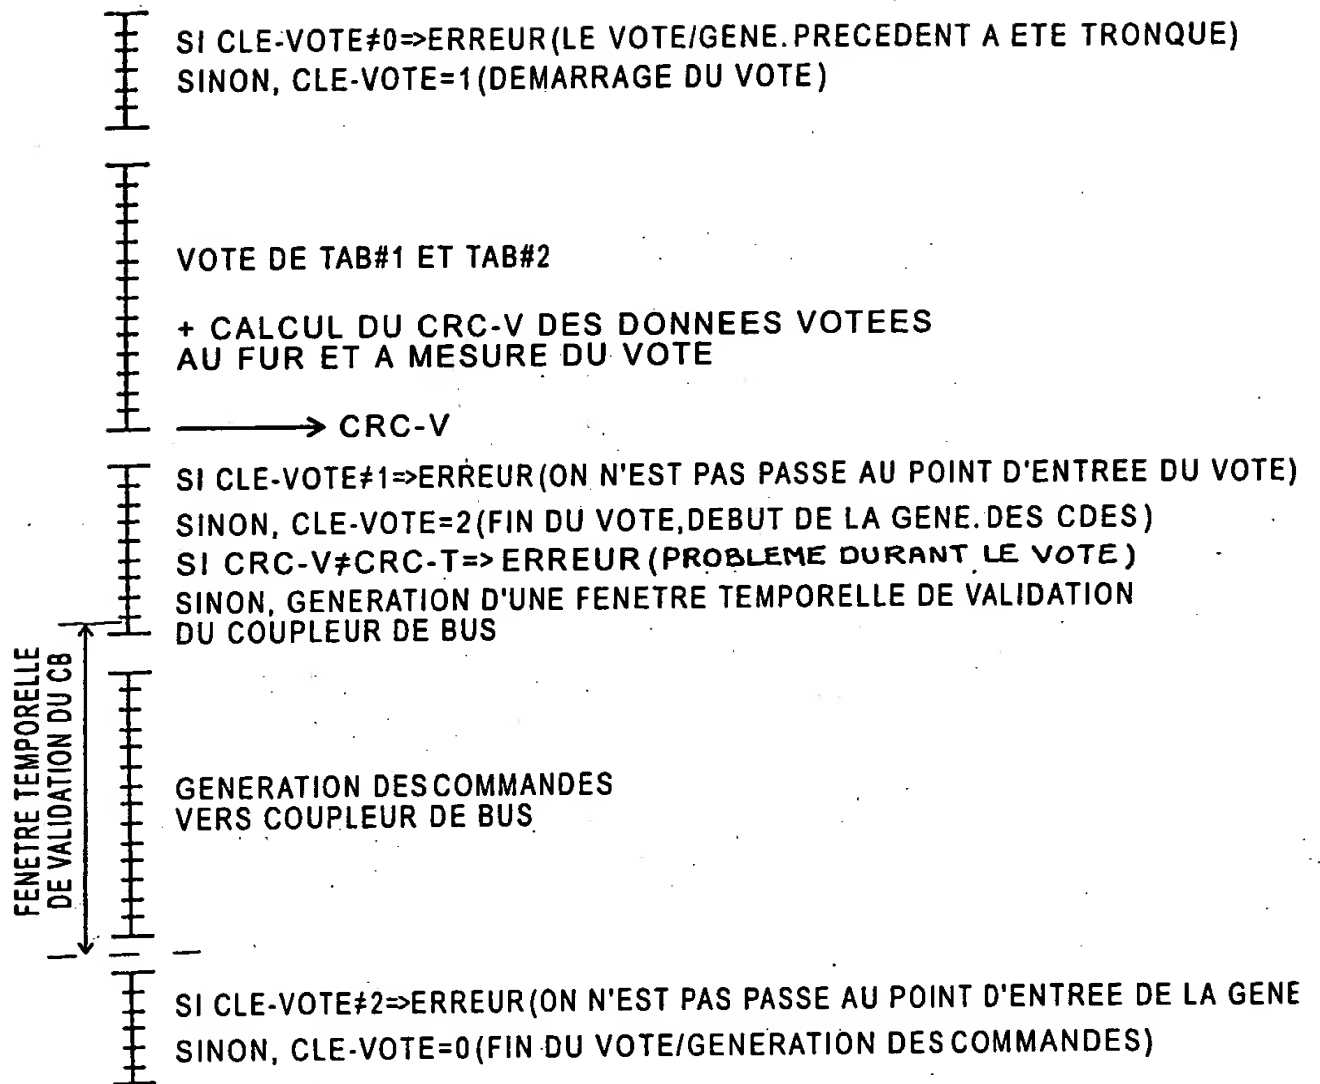 SI CLE-VOTE≠0=>ERREUR(LE VOTE/GENE.PRECEDENT A ETE TRONQUE)
SINON, CLE-VOTE=1(DEMARRAGE DU VOTE)
VOTE DE TAB#1 ET TAB#2
+ CALCUL DU CRC-V DES DONNEES VOTEES
AU FUR ET A MESURE DU VOTE
CRC-V
SI CLE-VOTE≠1=>ERREUR(ON N'EST PAS PASSE AU POINT D'ENTREE DU VOTE)
SINON, CLE-VOTE=2(FIN DU VOTE,DEBUT DE LA GENE.DES CDES)
SI CRC-V≠CRC-T=>ERREUR(PROBLEME DURANT LE VOTE)
SINON, GENERATION D'UNE FENETRE TEMPORELLE DE VALIDATION
DU COUPLEUR DE BUS
FENETRE TEMPORELLE
DE VALIDATION DU CB
GENERATION DES COMMANDES
VERS COUPLEUR DE BUS
SI CLE-VOTE≠2=>ERREUR(ON N'EST PAS PASSE AU POINT D'ENTREE DE LA GENE
SINON, CLE-VOTE=0(FIN DU VOTE/GENERATION DES COMMANDES)